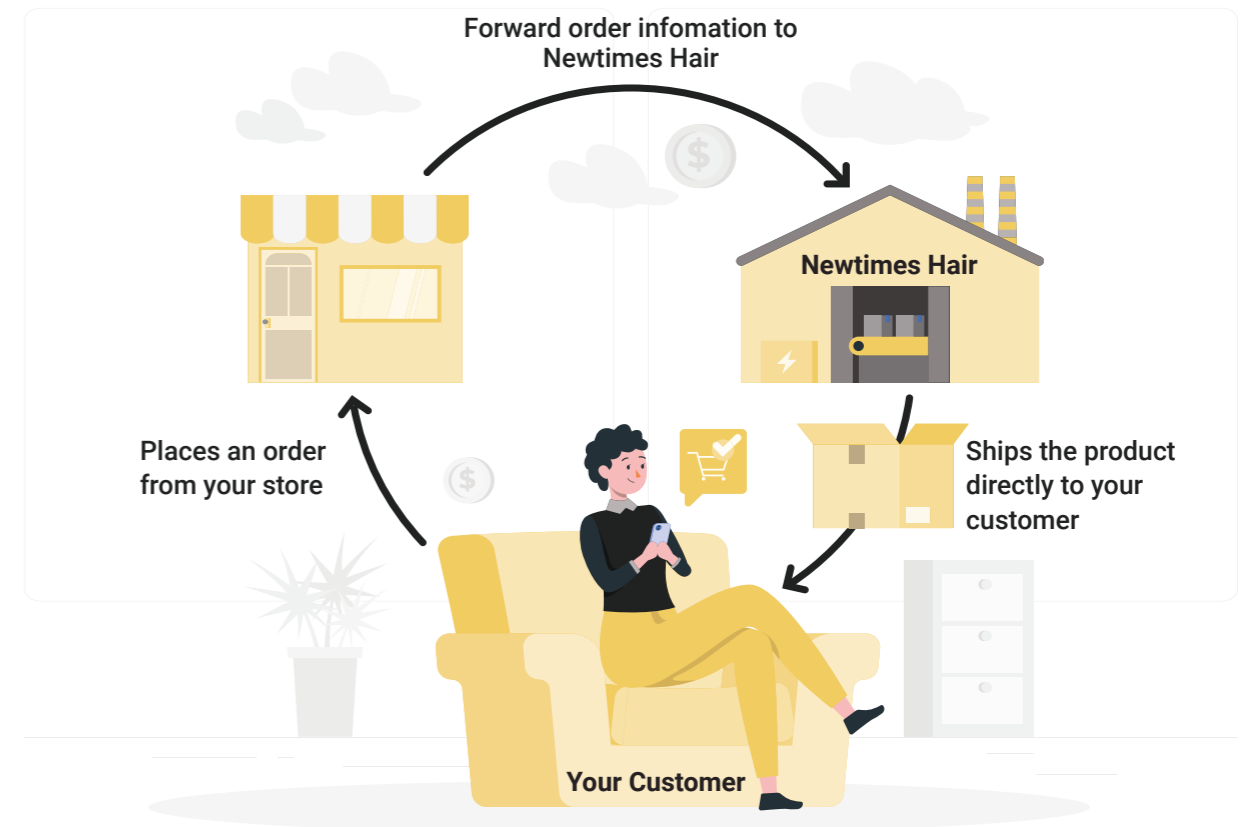 Forward order infomation to
Newtimes Hair
$
Newtimes Hair
Places an order
from your store
$
Ships the product
directly to your
customer
Your Customer